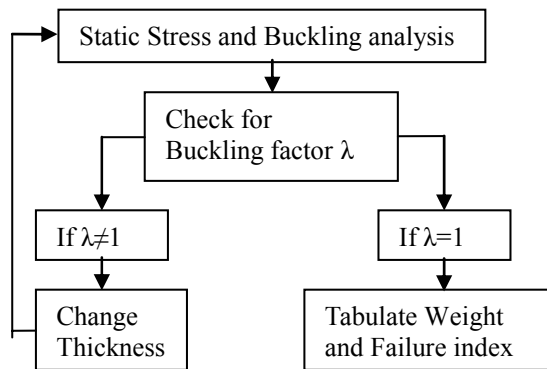 Static Stress and Buckling analysis
Check for
Buckling factor λ
If λ≠1
If λ=1
Change
Thickness
Tabulate Weight
and Failure index